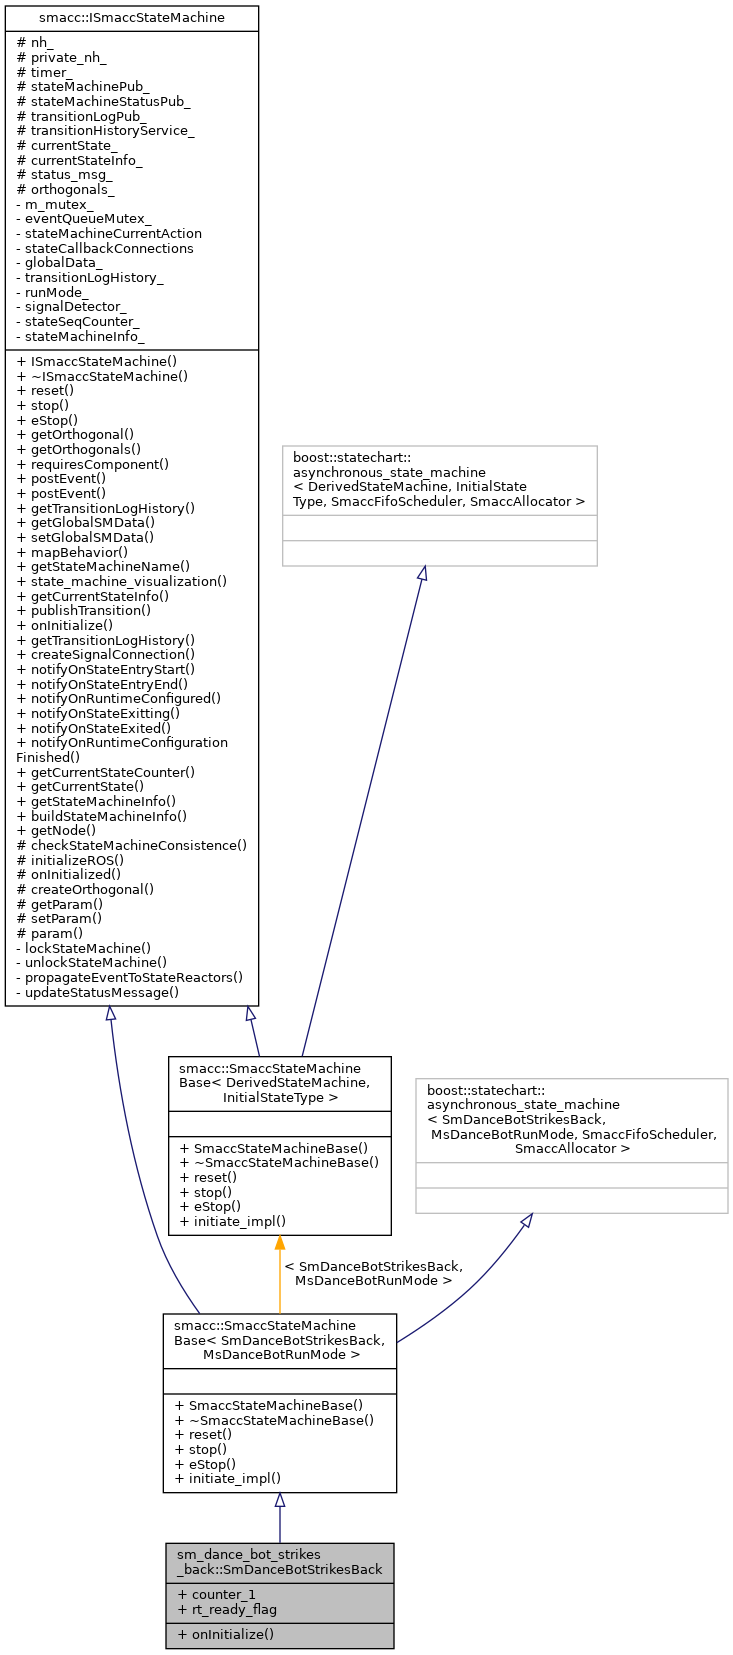 smacc::ISmaccStateMachine
# nh_
# private_nh_
# timer_
# stateMachinePub_
# stateMachineStatusPub_
# transitionLogPub_
# transitionHistoryService_
# currentState_
# currentStateInfo_
# status_msg_
# orthogonals_
- m_mutex_
- eventQueueMutex_
- stateMachineCurrentAction
- stateCallbackConnections
- globalData_
- transitionLogHistory_
- runMode_
- signalDetector_
- stateSeqCounter_
- stateMachineInfo_
+ ISmaccStateMachine()
+ ~ISmaccStateMachine()
+ reset()
+ stop()
+ eStop()
+ getOrthogonal()
+ getOrthogonals()
+ requiresComponent()
+ postEvent()
+ postEvent()
+ getTransitionLogHistory()
+ getGlobalSMData()
+ setGlobalSMData()
+ mapBehavior()
+ getStateMachineName()
+ state_machine_visualization()
+ getCurrentStateInfo()
+ publishTransition()
+ onInitialize()
+ getTransitionLogHistory()
+ createSignalConnection()
+ notifyOnStateEntryStart()
+ notifyOnStateEntryEnd()
+ notifyOnRuntimeConfigured()
+ notifyOnStateExitting()
+ notifyOnStateExited()
+ notifyOnRuntimeConfiguration
Finished()
+ getCurrentStateCounter()
+ getCurrentState()
+ getStateMachineInfo()
+ buildStateMachineInfo()
+ getNode()
# checkStateMachineConsistence()
# initializeROS()
# onInitialized()
# createOrthogonal()
# getParam()
# setParam()
# param()
- lockStateMachine()
- unlockStateMachine()
- propagateEventToStateReactors()
- updateStatusMessage()
boost::statechart::
asynchronous_state_machine
< DerivedStateMachine, InitialState
Type, SmaccFifoScheduler, SmaccAllocator >
smacc::SmaccStateMachine
Base< DerivedStateMachine,
InitialStateType >
+ SmaccStateMachineBase()
+ ~SmaccStateMachineBase()
+ reset()
+ stop()
+ eStop()
+ initiate_impl()
boost::statechart::
asynchronous_state_machine
< SmDanceBotStrikesBack,
MsDanceBotRunMode, SmaccFifoScheduler,
SmaccAllocator >
< SmDanceBotStrikesBack,
MsDanceBotRunMode >
smacc::SmaccStateMachine
Base< SmDanceBotStrikesBack,
MsDanceBotRunMode >
+ SmaccStateMachineBase()
+ ~SmaccStateMachineBase()
+ reset()
+ stop()
+ eStop()
+ initiate_impl()
sm_dance_bot_strikes
_back::SmDanceBotStrikesBack
+ counter_1
+ rt_ready_flag
+ onInitialize()